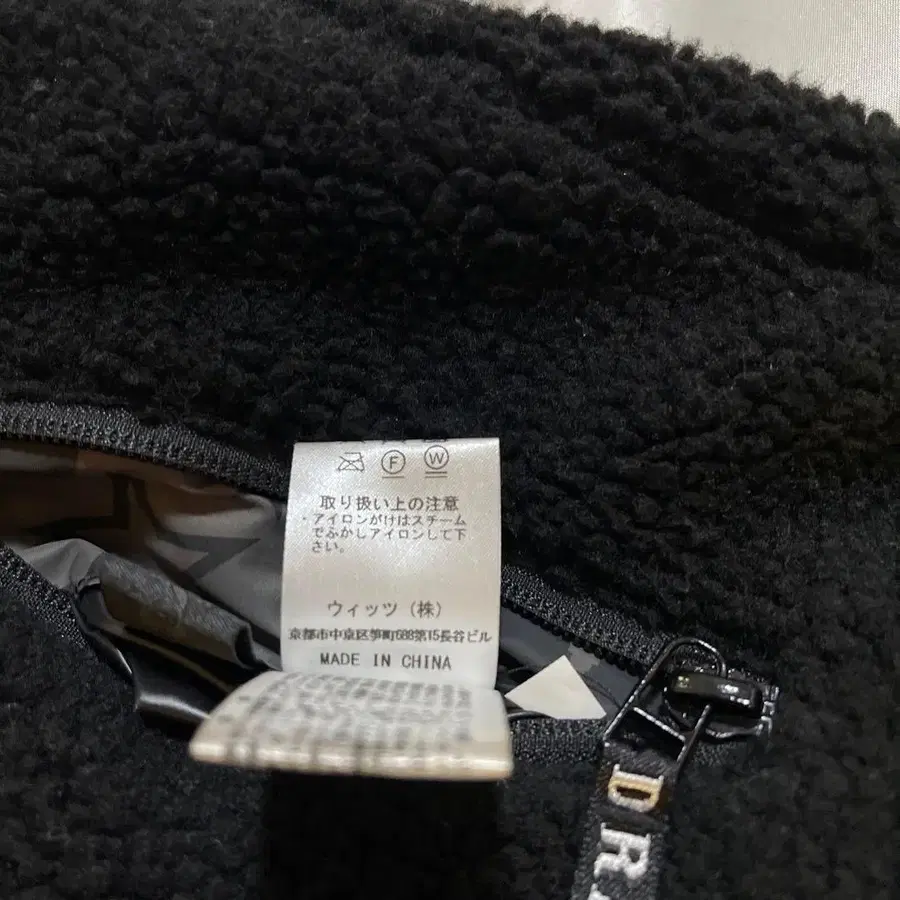 F W
取り扱い上の注意
・アイロンがけはスチーム
でふかしアイロンして下
さい。
ウィッツ（株）
京都市中京区笋町688第15長谷ビル
MADE IN CHINA
DR